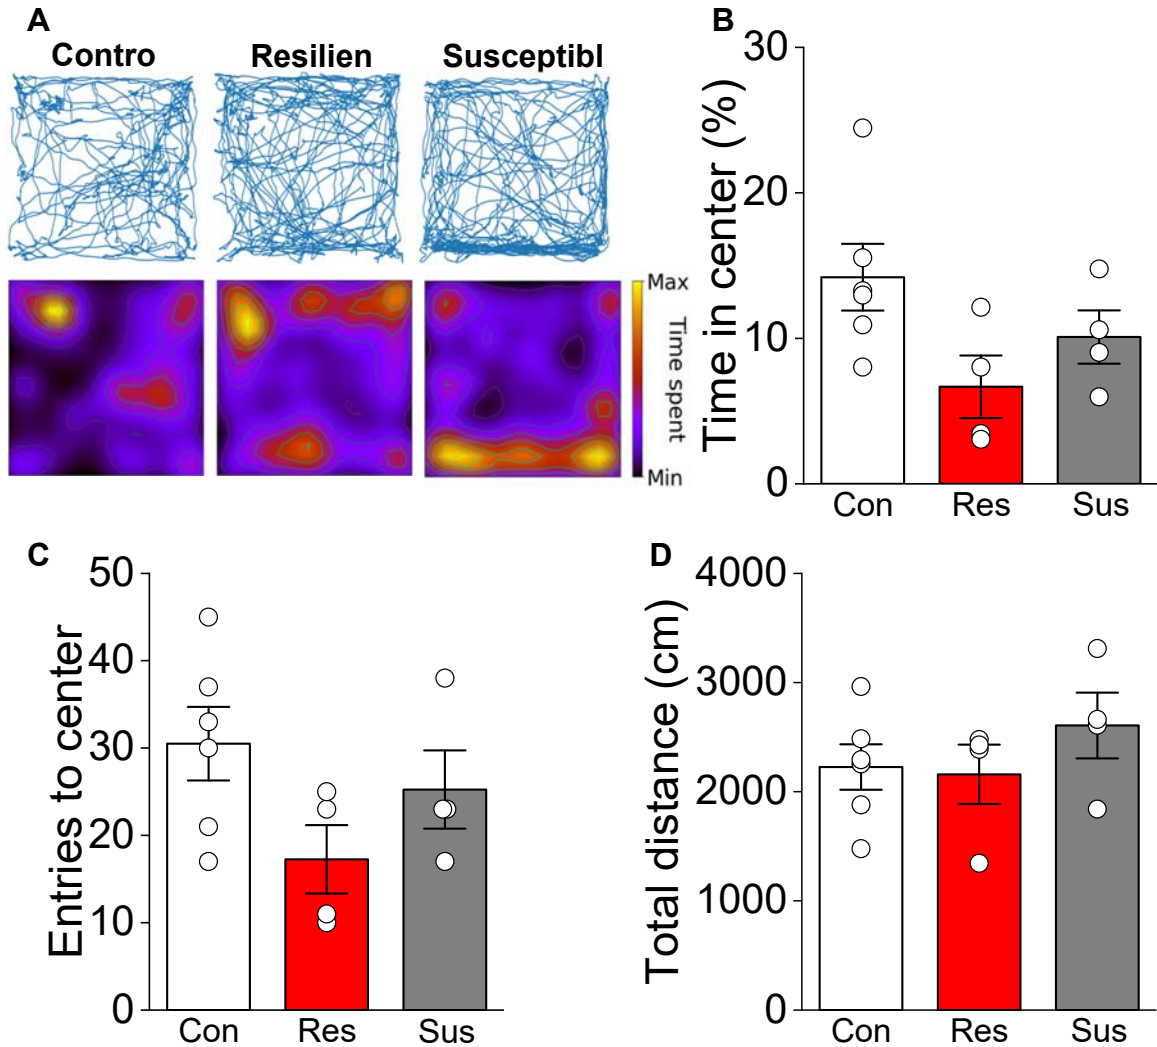 A
Contro
Resilien
Susceptibl
Max
Time spent
Min
B
Time in center (%)
30
20
10
0
Con
Res
Sus
C
Entries to center
50
40
30
20
10
0
Con
Res
Sus
D
Total distance (cm)
4000
3000
2000
1000
0
Con
Res
Sus